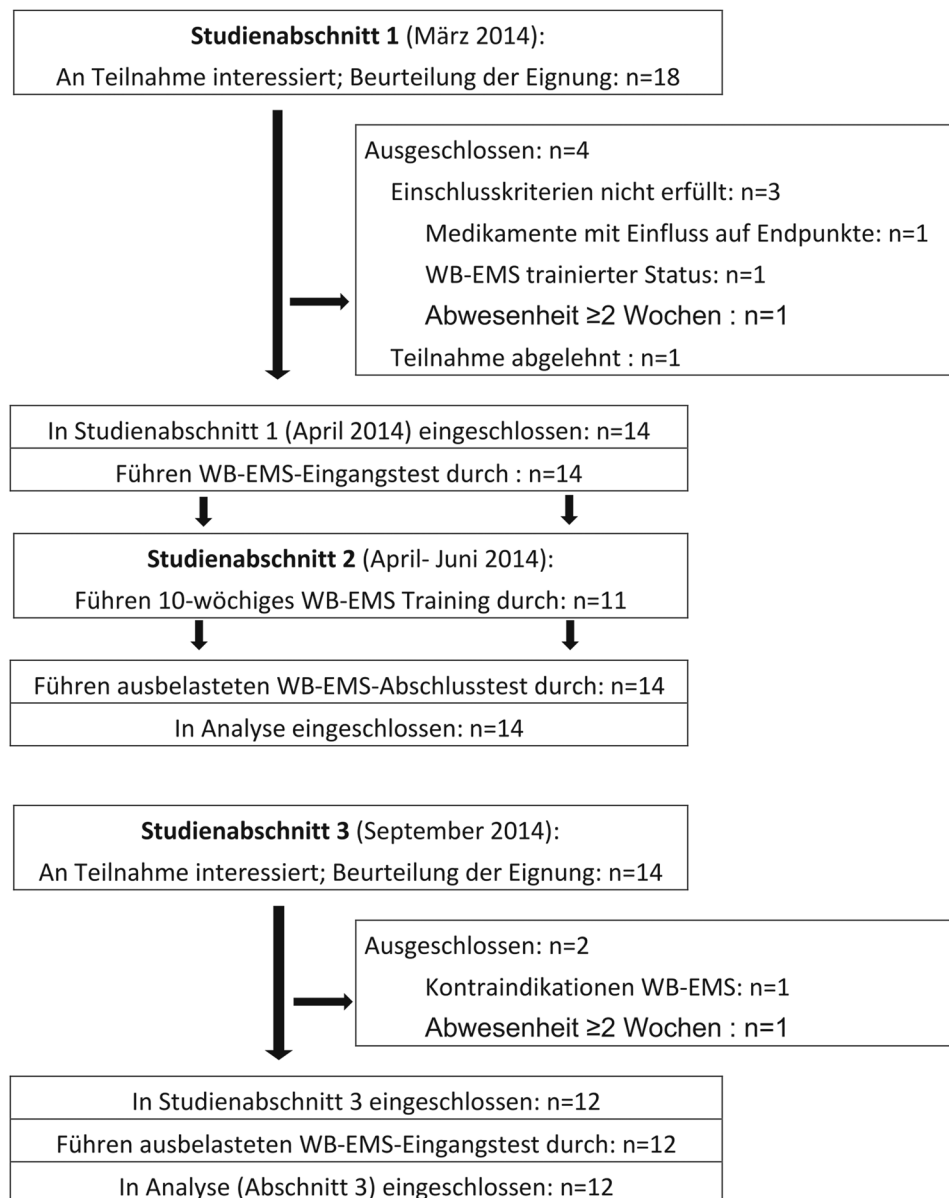 Studienabschnitt 1 (März 2014):
An Teilnahme interessiert; Beurteilung der Eignung: n=18
Ausgeschlossen: n=4
Einschlusskriterien nicht erfüllt: n=3
Medikamente mit Einfluss auf Endpunkte: n=1
WB-EMS trainierter Status: n=1
Abwesenheit ≥2 Wochen : n=1
Teilnahme abgelehnt : n=1
In Studienabschnitt 1 (April 2014) eingeschlossen: n=14
Führen WB-EMS-Eingangstest durch : n=14
Studienabschnitt 2 (April- Juni 2014):
Führen 10-wöchiges WB-EMS Training durch: n=11
Führen ausbelasteten WB-EMS-Abschlusstest durch: n=14
In Analyse eingeschlossen: n=14
Studienabschnitt 3 (September 2014):
An Teilnahme interessiert; Beurteilung der Eignung: n=14
Ausgeschlossen: n=2
Kontraindikationen WB-EMS: n=1
Abwesenheit ≥2 Wochen : n=1
In Studienabschnitt 3 eingeschlossen: n=12
Führen ausbelasteten WB-EMS-Eingangstest durch: n=12
In Analyse (Abschnitt 3) eingeschlossen: n=12